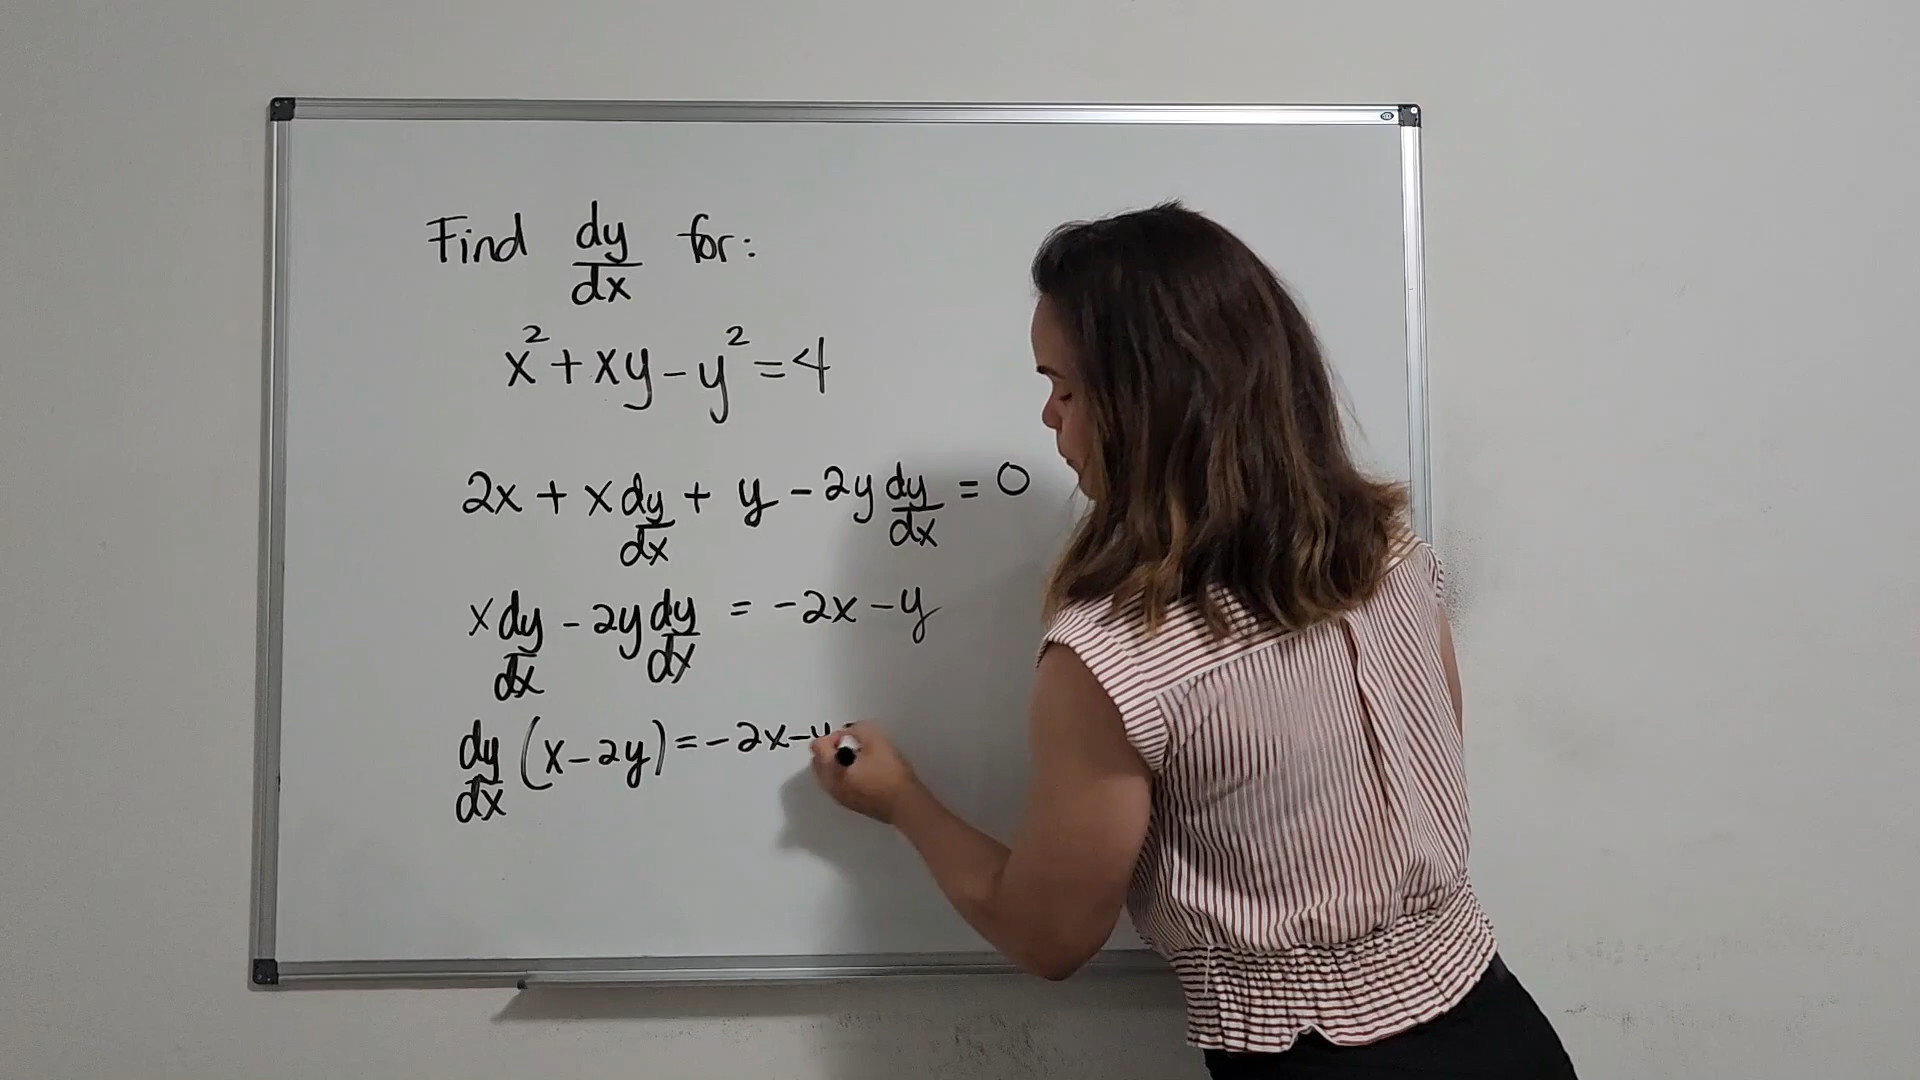 Find dy/dx for:
x² + xy - y² = 4
2x + x dy/dx + y - 2y dy/dx = 0
x dy/dx - 2y dy/dx = -2x - y
dy/dx (x - 2y) = -2x - y